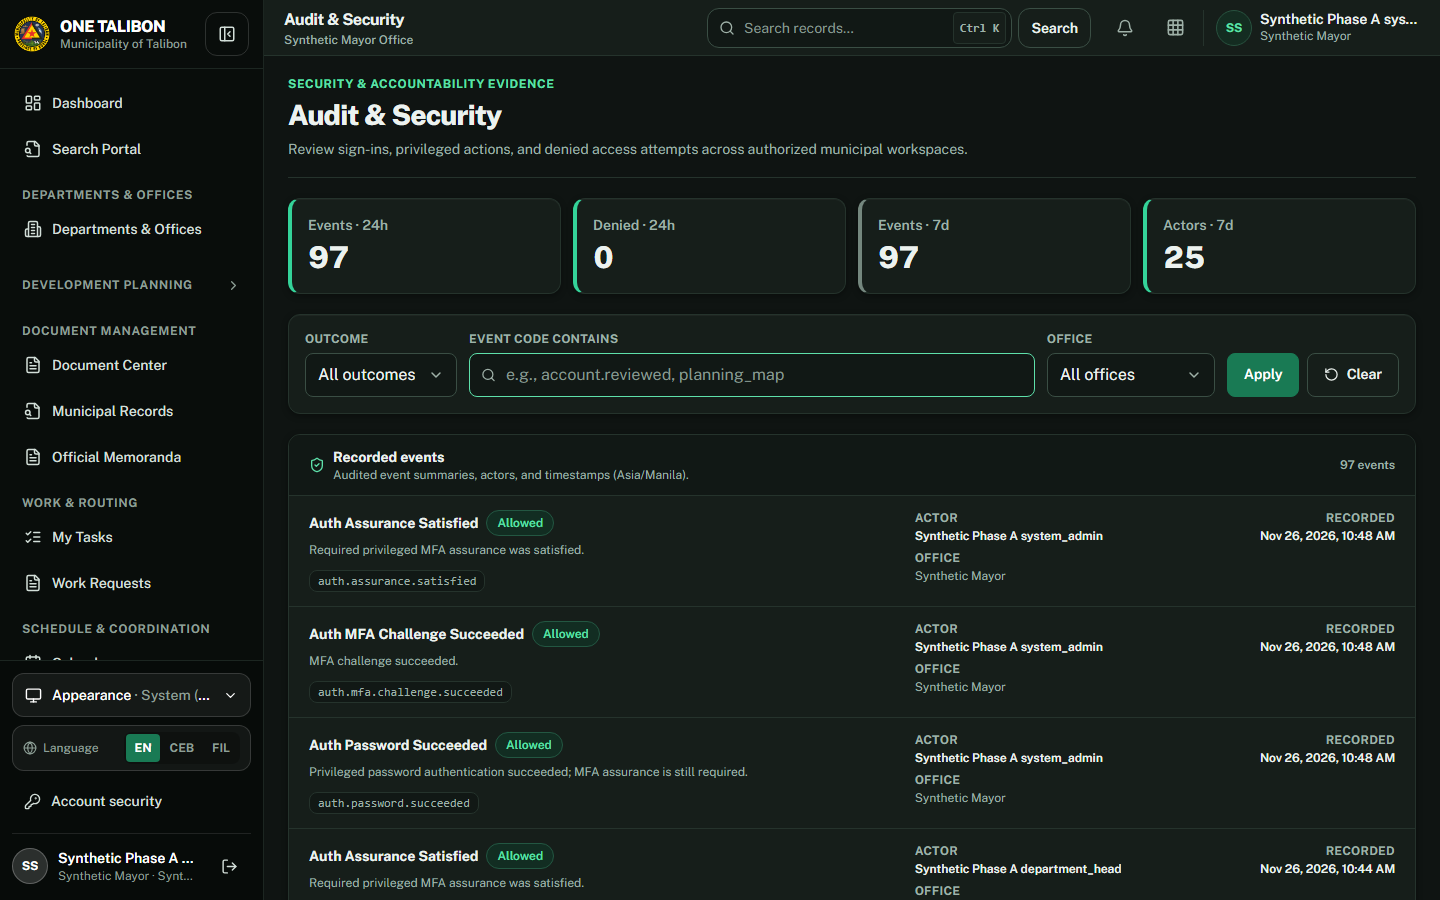 ONE TALIBON
Municipality of Talibon
Dashboard
Search Portal
DEPARTMENTS & OFFICES
Departments & Offices
DEVELOPMENT PLANNING
DOCUMENT MANAGEMENT
Document Center
Municipal Records
Official Memoranda
WORK & ROUTING
My Tasks
Work Requests
SCHEDULE & COORDINATION
Appearance · System (...
Language EN CEB FIL
Account security
SS Synthetic Phase A ...
Synthetic Mayor · Synt...
Audit & Security
Synthetic Mayor Office
Search records... Ctrl K Search
SS Synthetic Phase A sys...
Synthetic Mayor
SECURITY & ACCOUNTABILITY EVIDENCE
Audit & Security
Review sign-ins, privileged actions, and denied access attempts across authorized municipal workspaces.
Events · 24h
97
Denied · 24h
0
Events · 7d
97
Actors · 7d
25
OUTCOME
All outcomes
EVENT CODE CONTAINS
e.g., account.reviewed, planning_map
OFFICE
All offices
Apply
Clear
Recorded events
Audited event summaries, actors, and timestamps (Asia/Manila).
97 events
Auth Assurance Satisfied Allowed
Required privileged MFA assurance was satisfied.
auth.assurance.satisfied
ACTOR
Synthetic Phase A system_admin
OFFICE
Synthetic Mayor
RECORDED
Nov 26, 2026, 10:48 AM
Auth MFA Challenge Succeeded Allowed
MFA challenge succeeded.
auth.mfa.challenge.succeeded
ACTOR
Synthetic Phase A system_admin
OFFICE
Synthetic Mayor
RECORDED
Nov 26, 2026, 10:48 AM
Auth Password Succeeded Allowed
Privileged password authentication succeeded; MFA assurance is still required.
auth.password.succeeded
ACTOR
Synthetic Phase A system_admin
OFFICE
Synthetic Mayor
RECORDED
Nov 26, 2026, 10:48 AM
Auth Assurance Satisfied Allowed
Required privileged MFA assurance was satisfied.
ACTOR
Synthetic Phase A department_head
OFFICE
RECORDED
Nov 26, 2026, 10:44 AM